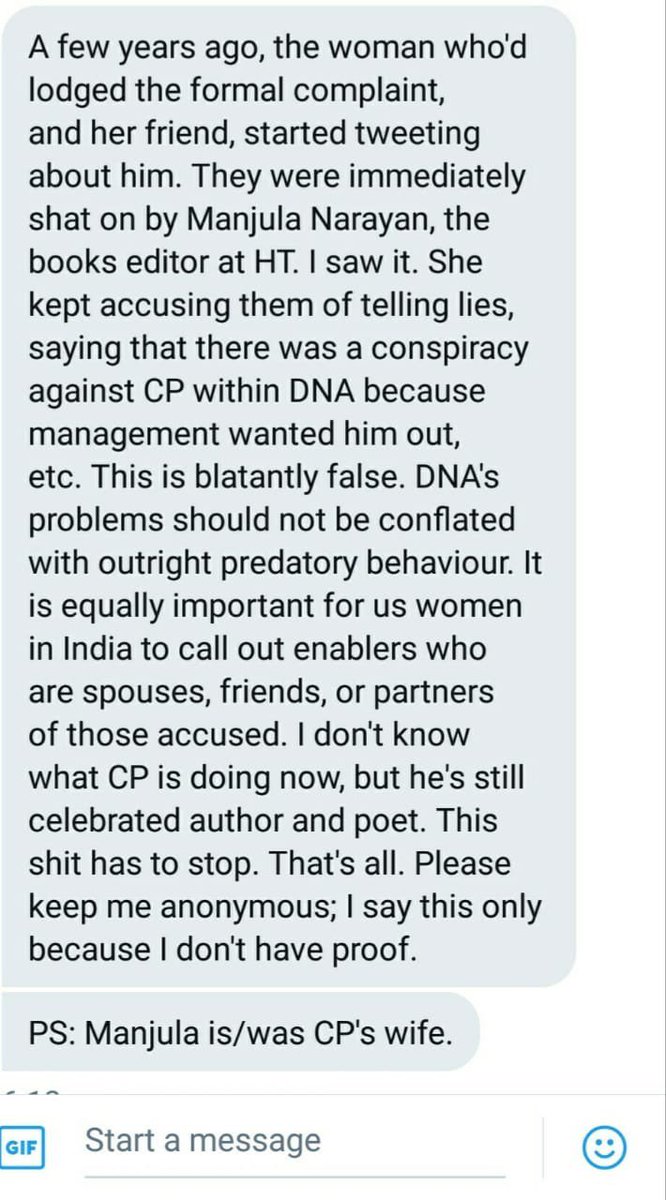 A few years ago, the woman who'd
lodged the formal complaint,
and her friend, started tweeting
about him. They were immediately
shat on by Manjula Narayan, the
books editor at HT. I saw it. She
kept accusing them of telling lies,
saying that there was a conspiracy
against CP within DNA because
management wanted him out,
etc. This is blatantly false. DNA's
problems should not be conflated
with outright predatory behaviour. It
is equally important for us women
in India to call out enablers who
are spouses, friends, or partners
of those accused. I don't know
what CP is doing now, but he's still
celebrated author and poet. This
shit has to stop. That's all. Please
keep me anonymous; I say this only
because I don't have proof.
PS: Manjula is/was CP's wife.
GIF
Start a message